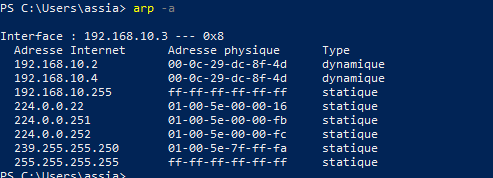 PS C:\Users\assia> arp -a
Interface : 192.168.10.3 --- 0x8
Adresse Internet Adresse physique Type
192.168.10.2 00-0c-29-dc-8f-4d dynamique
192.168.10.4 00-0c-29-dc-8f-4d dynamique
192.168.10.255 ff-ff-ff-ff-ff-ff statique
224.0.0.22 01-00-5e-00-00-16 statique
224.0.0.251 01-00-5e-00-00-fb statique
224.0.0.252 01-00-5e-00-00-fc statique
239.255.255.250 01-00-5e-7f-ff-fa statique
255.255.255.255 ff-ff-ff-ff-ff-ff statique
PS C:\Users\assia>